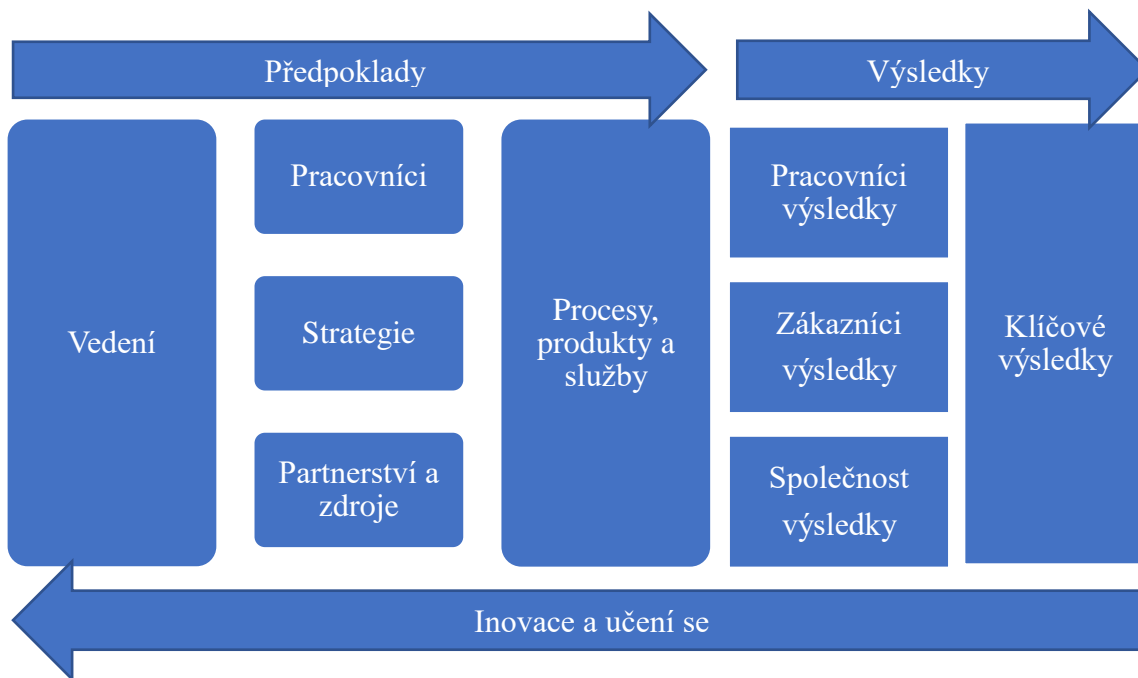 Předpoklady
Výsledky
Vedení
Pracovníci
Strategie
Partnerství a
zdroje
Procesy,
produkty a
služby
Pracovníci
výsledky
Zákazníci
výsledky
Společnost
výsledky
Klíčové
výsledky
Inovace a učení se